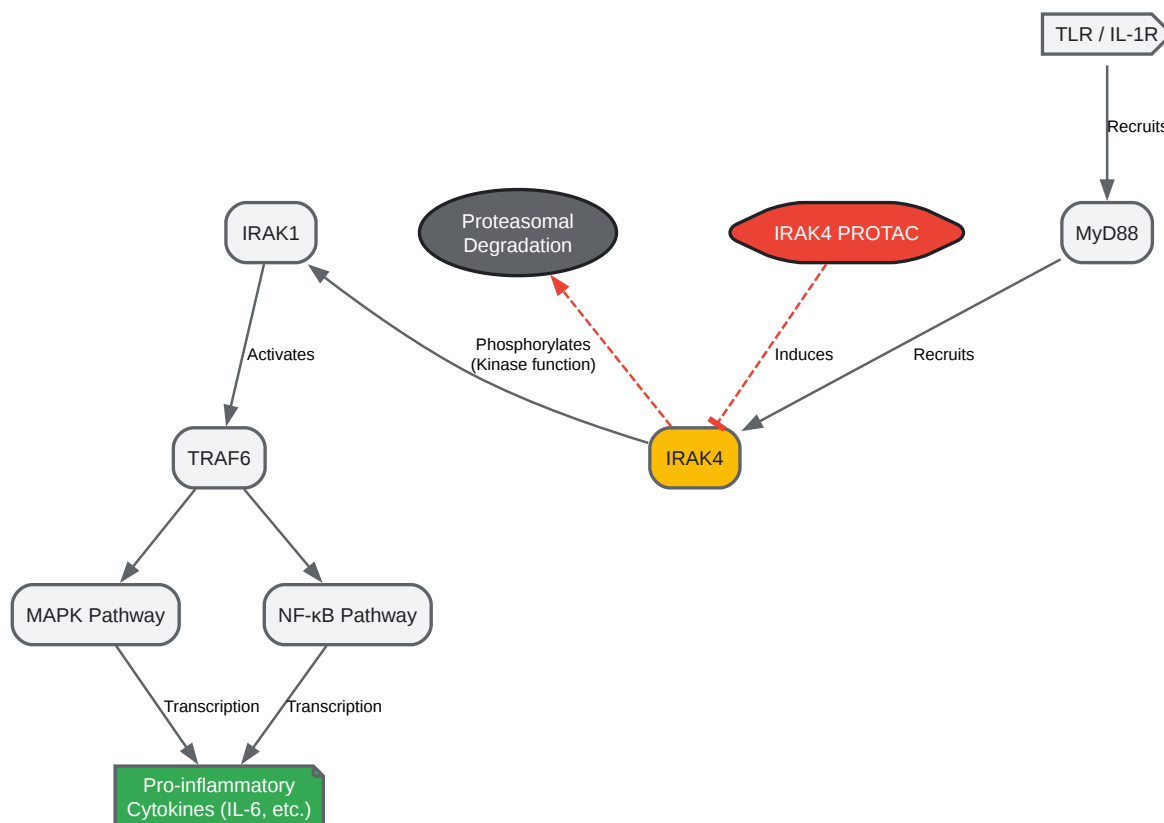 TLR / IL-1R
Recruits
IRAK1
Proteasomal
Degradation
IRAK4 PROTAC
MyD88
Activates
Phosphorylates
(Kinase function)
Induces
Recruits
TRAF6
IRAK4
MAPK Pathway
NF-κB Pathway
Transcription
Transcription
Pro-inflammatory
Cytokines (IL-6, etc.)